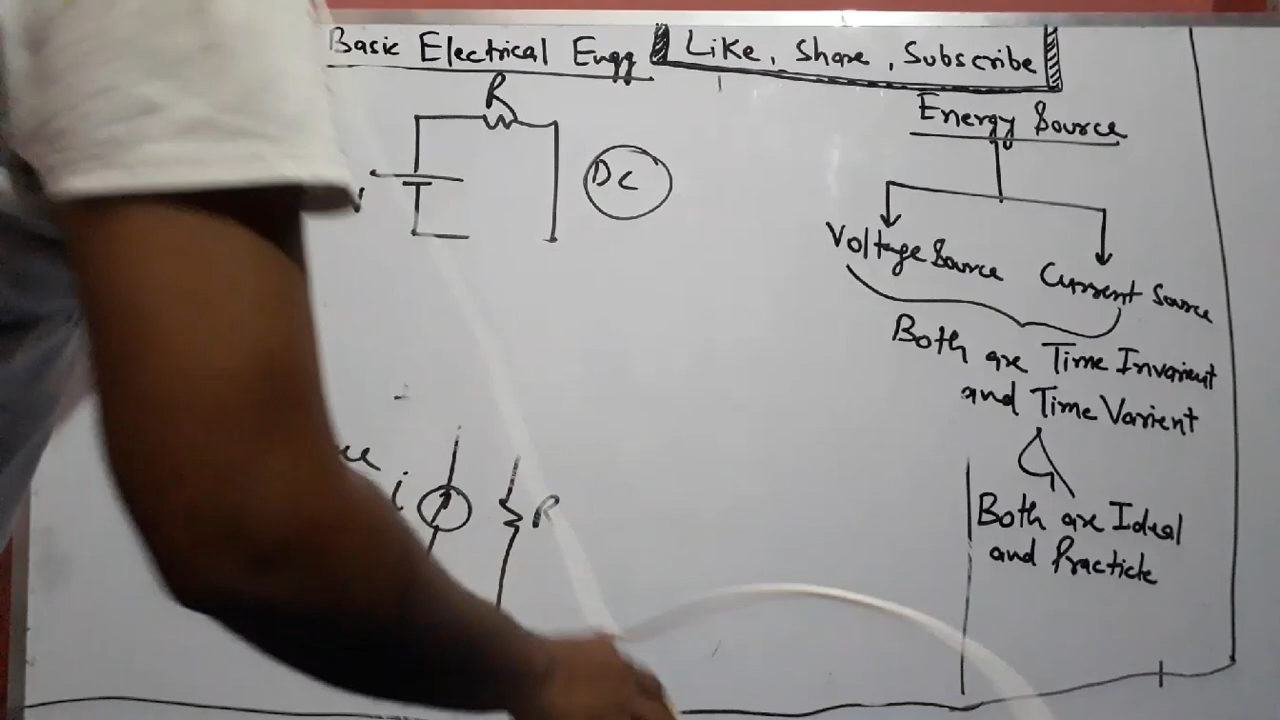 Basic Electrical Engg
Like, Share, Subscribe
R
V
DC
Energy Source
Voltage Source
Current Source
Both are Time Invarient
and Time Varient
Both are Ideal
and Practicle
i
R